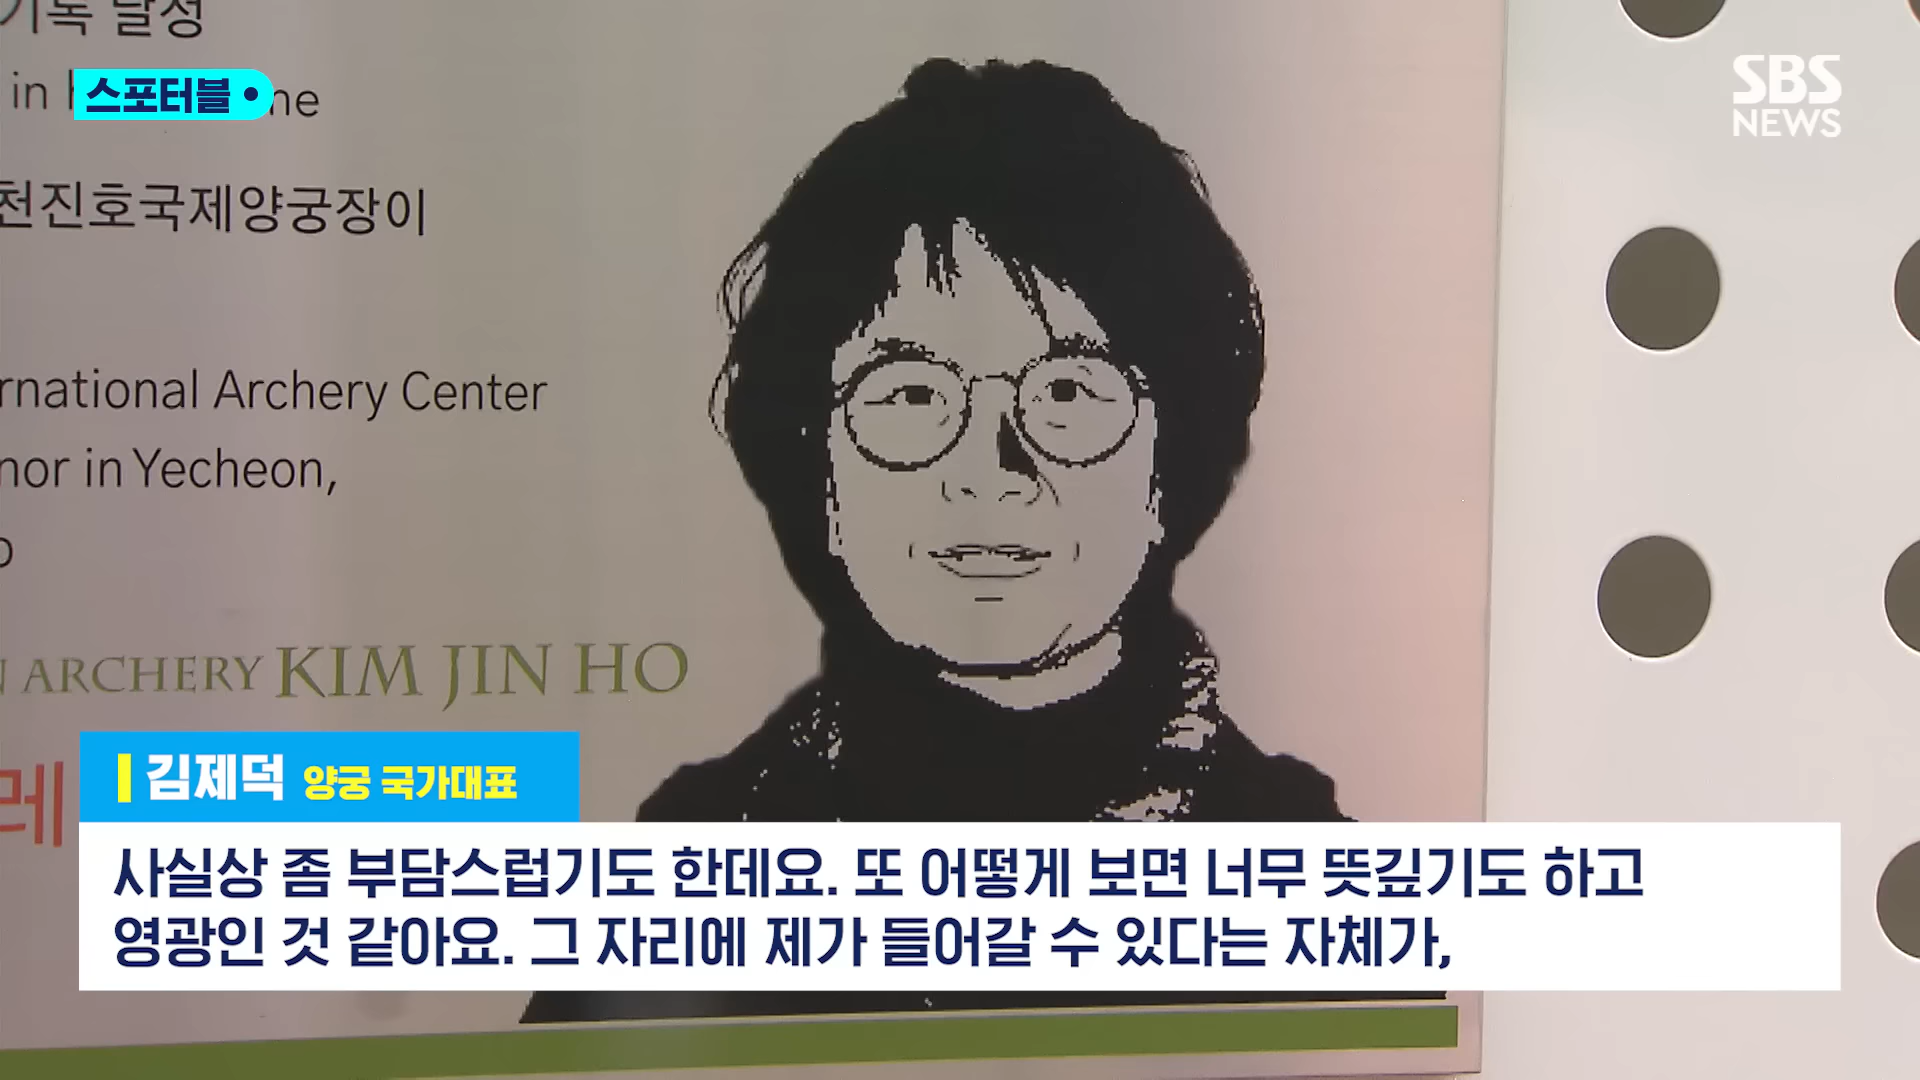 기록 달성
in
ne
스포터블
SBS
NEWS
천진호국제양궁장이
rnational Archery Center
nor in Yecheon,
o
N ARCHERY KIM JIN HO
레
김제덕 양궁 국가대표
사실상 좀 부담스럽기도 한데요. 또 어떻게 보면 너무 뜻깊기도 하고
영광인 것 같아요. 그 자리에 제가 들어갈 수 있다는 자체가,